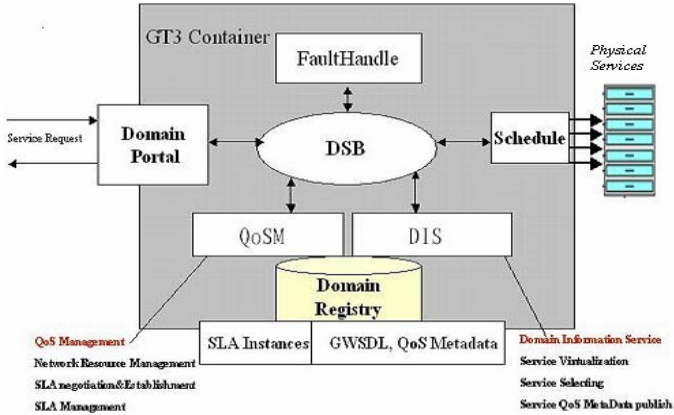 GT3 Container
FaultHandle
Physical
Services
Service Request
Domain
Portal
DSB
Schedule
QoSM
DIS
Domain
Registry
SLA Instances
GWSDL, QoS Metadata
QoS Management
Network Resource Management
SLA negotiation&Establishment
SLA Management
Domain Information Service
Service Virtualization
Service Selecting
Service QoS MetaData publish